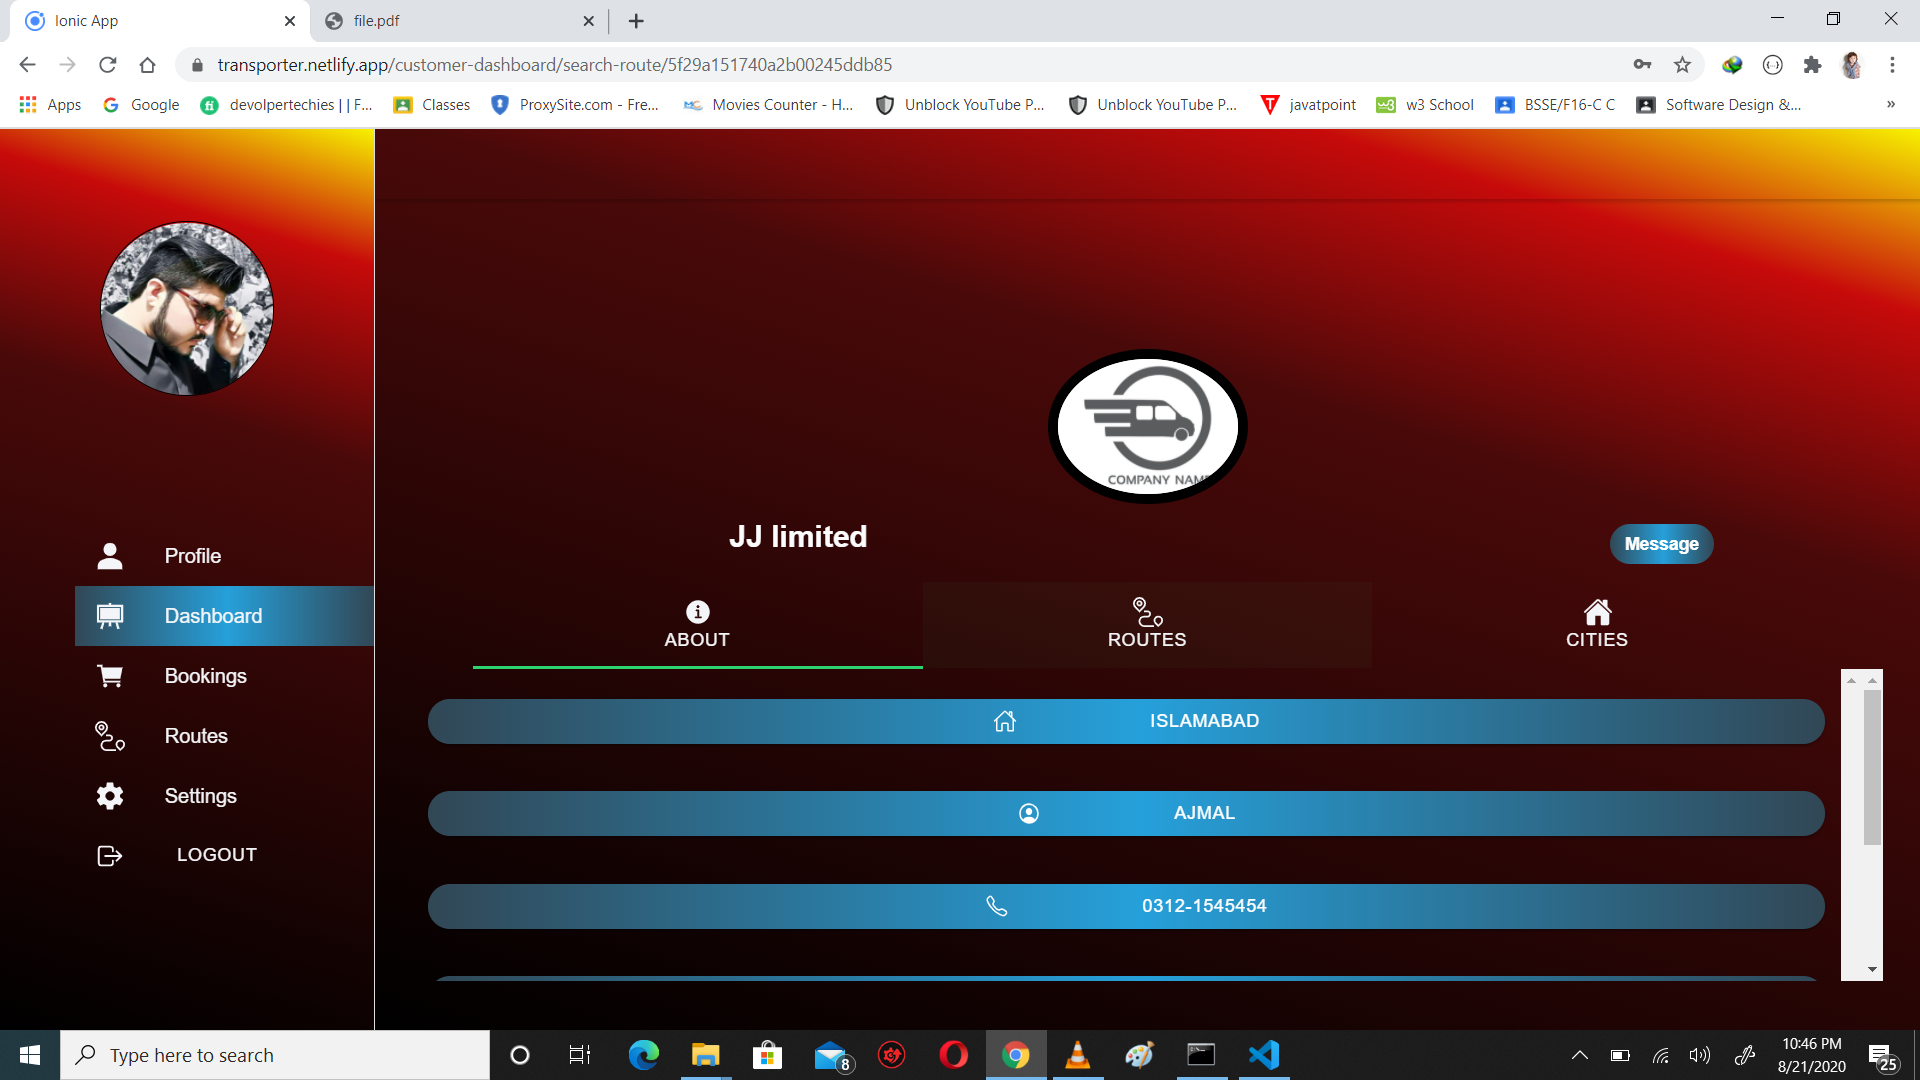 Ionic App
file.pdf
transporter.netlify.app/customer-dashboard/search-route/5f29a151740a2b00245ddb85
Apps
Google
devolpertechies || F...
Classes
ProxySite.com - Fre...
Movies Counter - H...
Unblock YouTube P...
Unblock YouTube P...
javatpoint
w3 School
BSSE/F16-C C
Software Design &...
»
COMPANY NAME
JJ limited
Message
Profile
Dashboard
Bookings
Routes
Settings
LOGOUT
ABOUT
ROUTES
CITIES
ISLAMABAD
AJMAL
0312-1545454
Type here to search
8
10:46 PM
8/21/2020
25